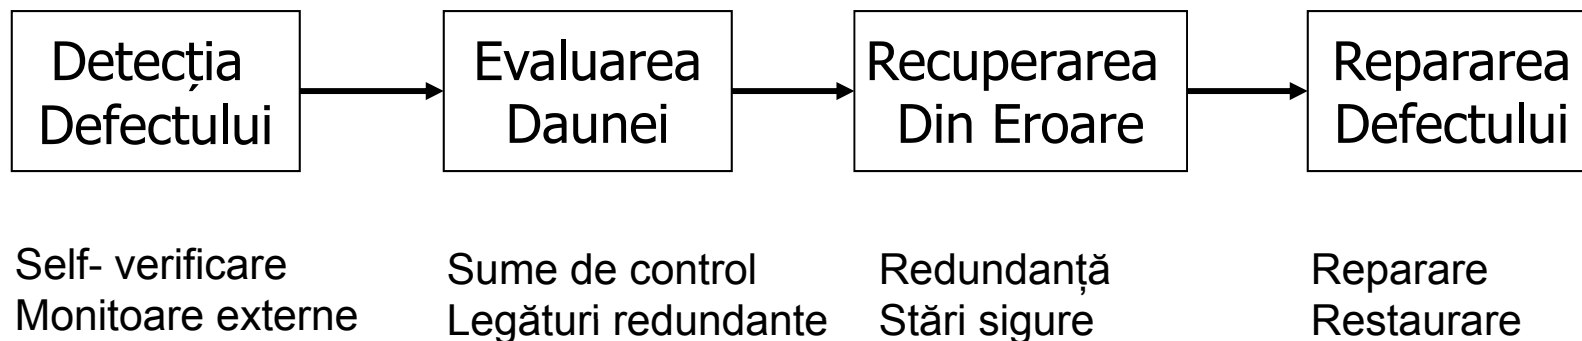 Detecția
Defectului
Evaluarea
Daunei
Recuperarea
Din Eroare
Repararea
Defectului
Self- verificare
Monitoare externe
Sume de control
Legături redundante
Redundanță
Stări sigure
Reparare
Restaurare